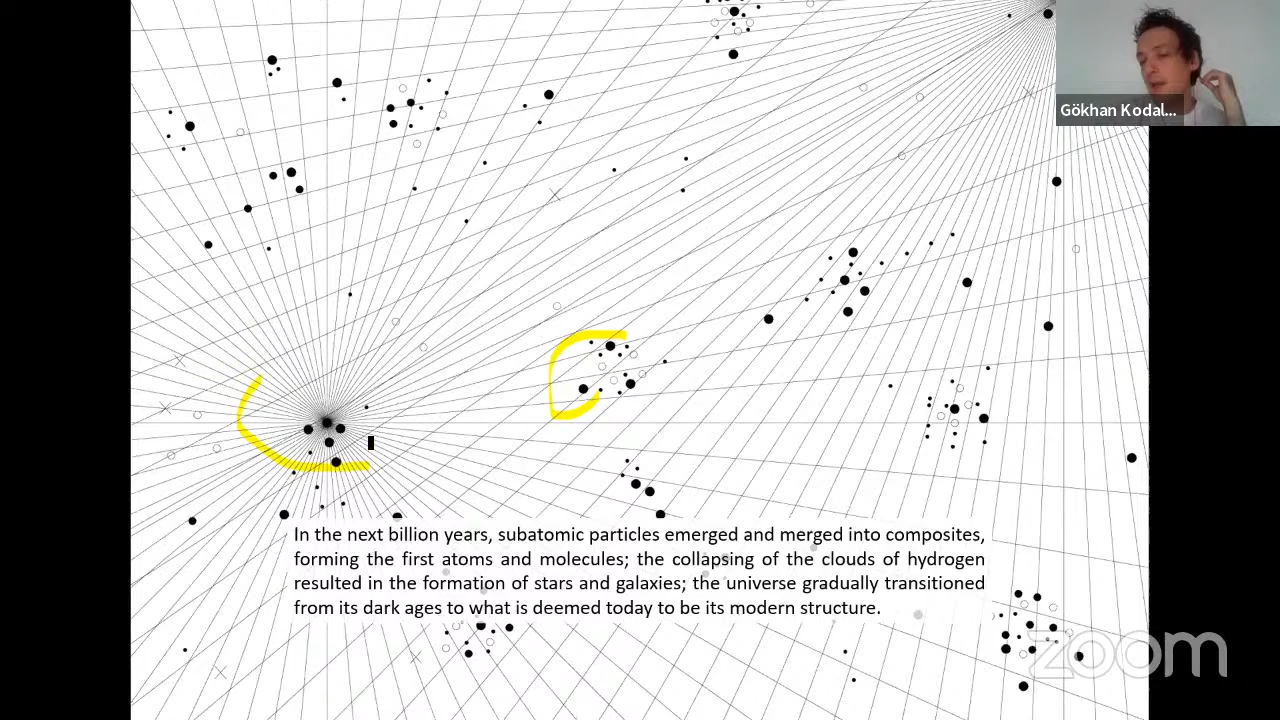 Gökhan Kodal...
In the next billion years, subatomic particles emerged and merged into composites,
forming the first atoms and molecules; the collapsing of the clouds of hydrogen
resulted in the formation of stars and galaxies; the universe gradually transitioned
from its dark ages to what is deemed today to be its modern structure.
zoom